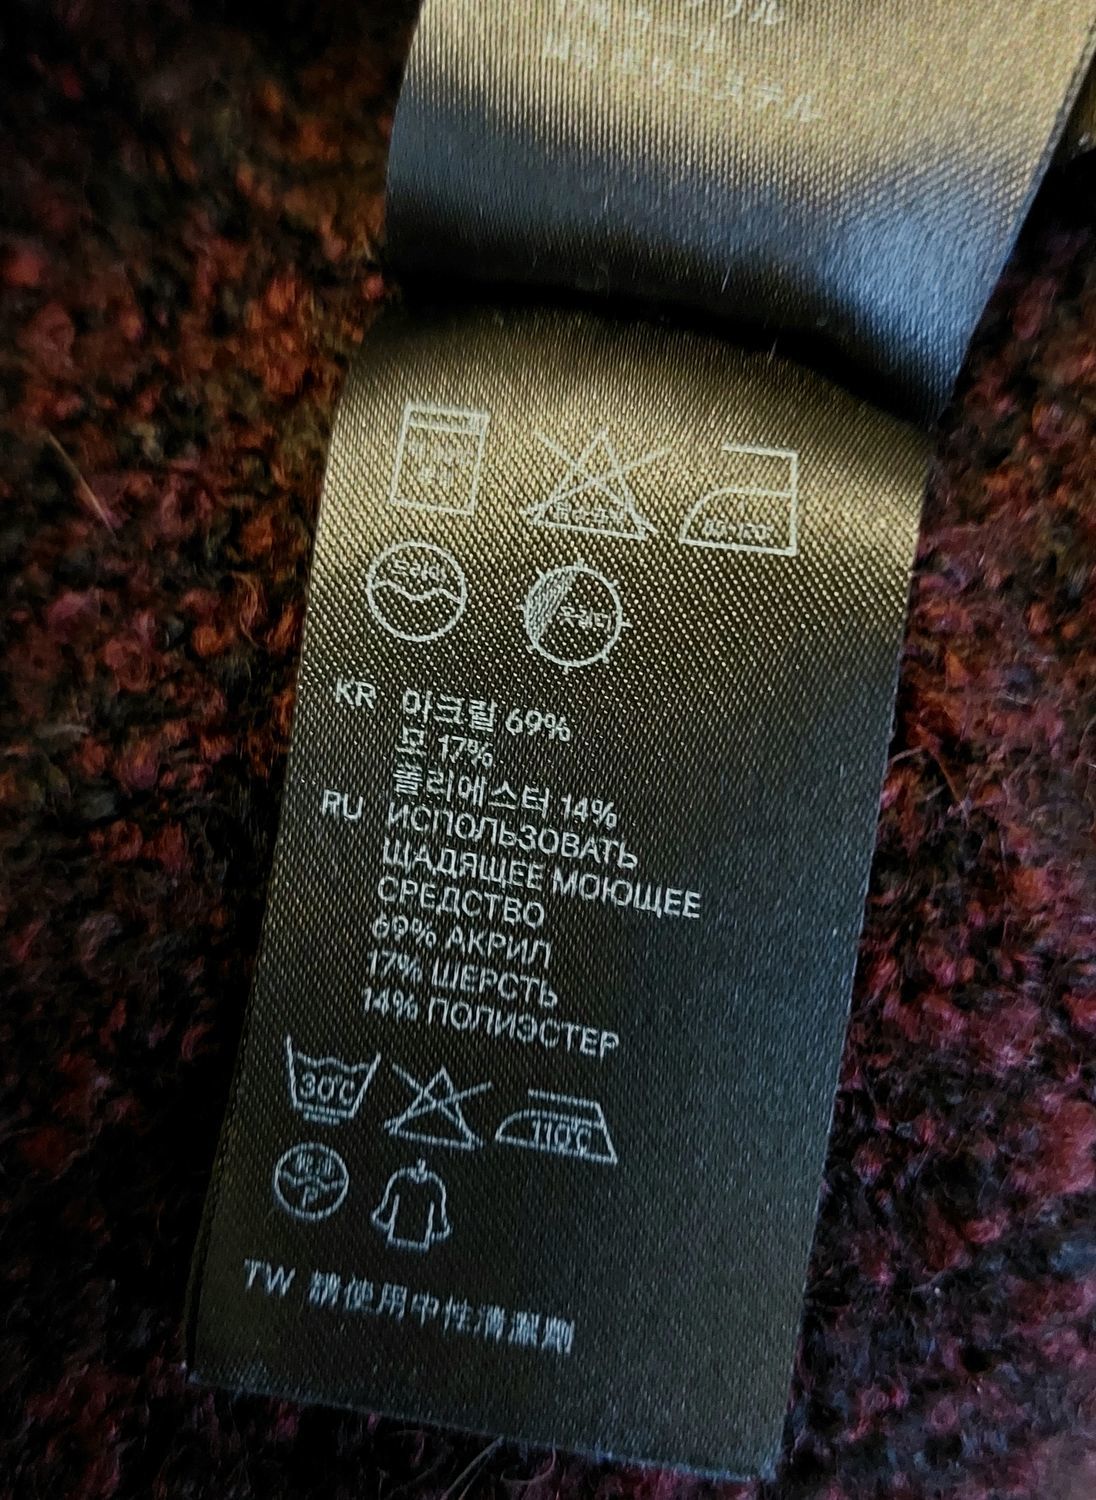 KR 아크릴 69%
모 17%
폴리에스터 14%
RU ИСПОЛЬЗОВАТЬ
ЩАДЯЩЕЕ МОЮЩЕЕ
СРЕДСТВО
69% АКРИЛ
17% ШЕРСТЬ
14% ПОЛИЭСТЕР
30°C
110°C
TW 請使用中性清潔劑